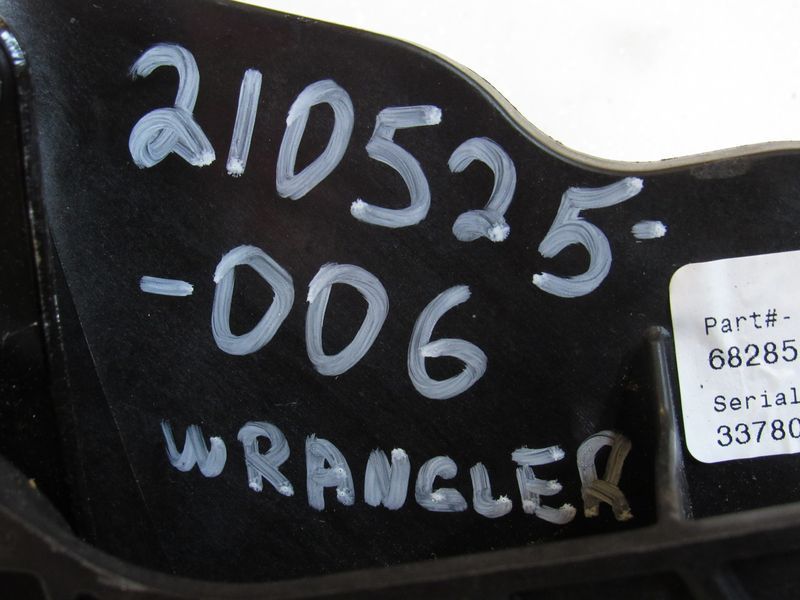 210525-
-006
WRANGLER
Part#-
68285
Serial
33780